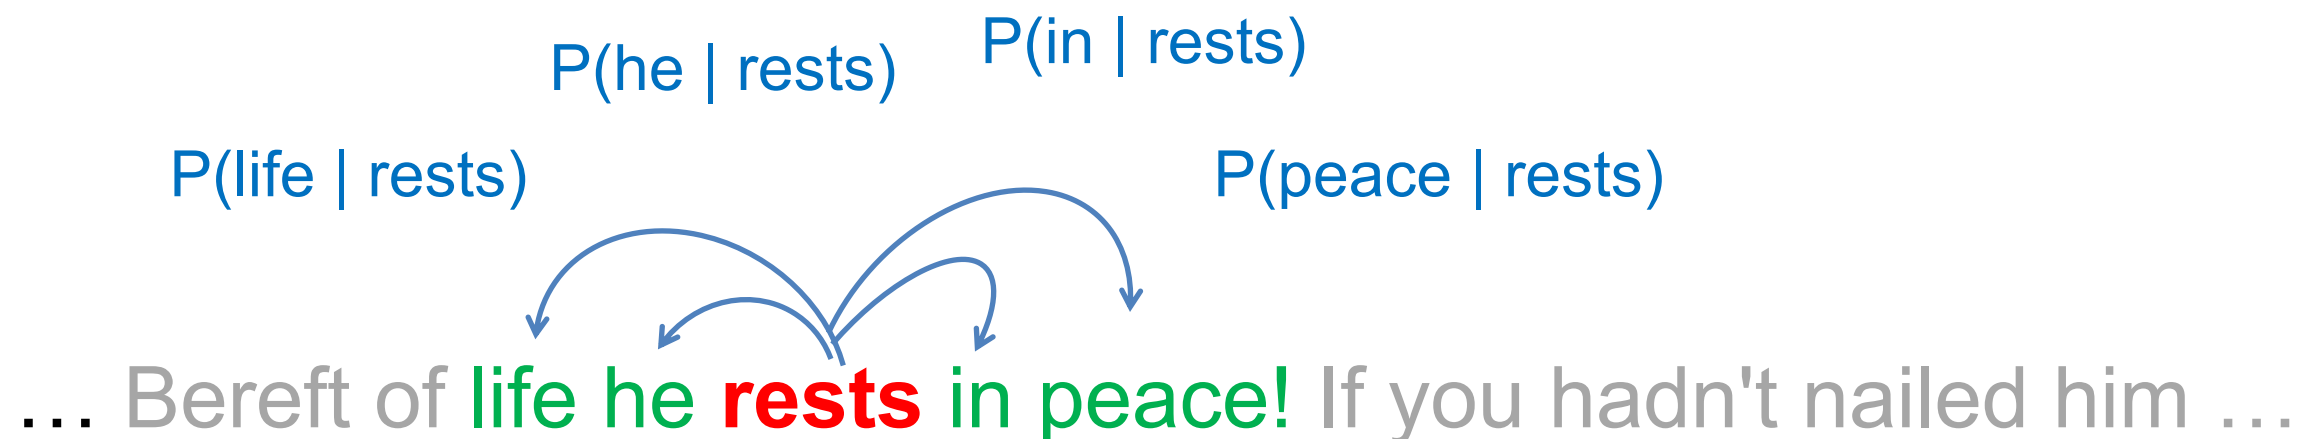 P(in | rests)
P(he | rests)
P(life | rests)
P(peace | rests)
… Bereft of life he rests in peace! If you hadn't nailed him …